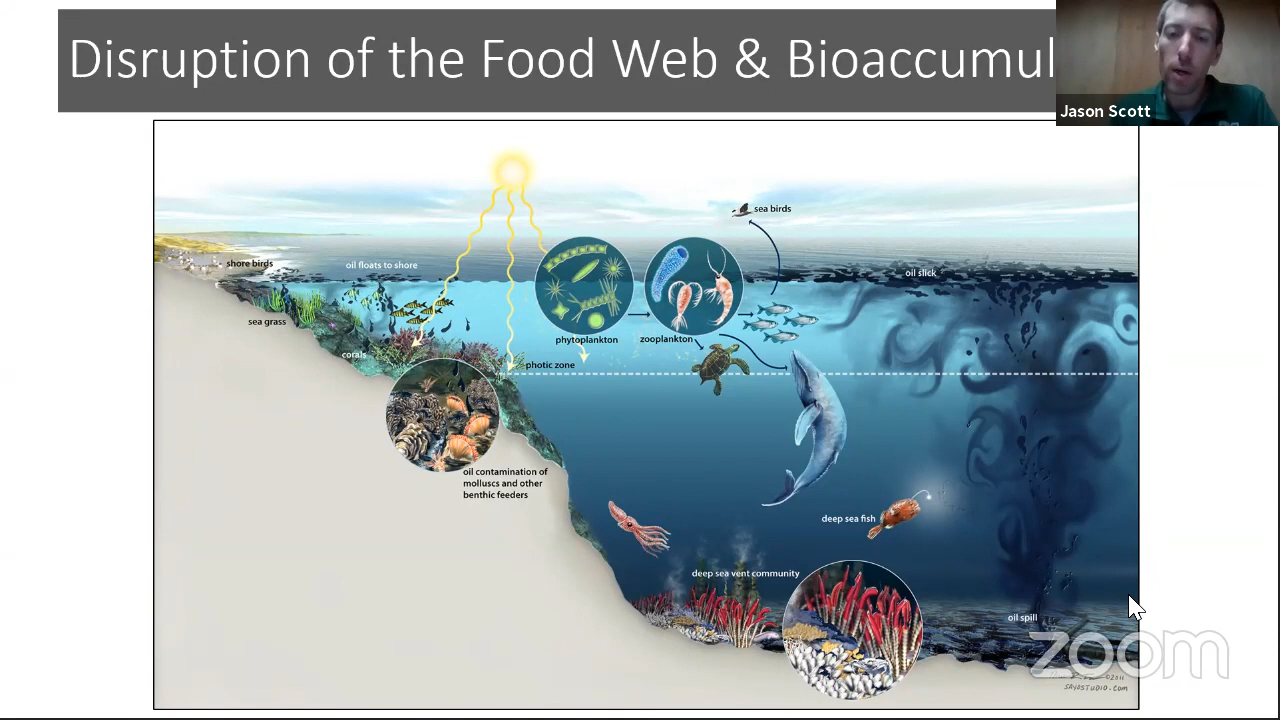 Disruption of the Food Web & Bioaccumul
Jason Scott
sea birds
shore birds
oil floats to shore
oil slick
sea grass
phytoplankton
zooplankton
corals
photic zone
oil contamination of
molluscs and other
benthic feeders
deep sea fish
deep sea vent community
oil spill
zoom
©2011
SAYOSTUDIO.com